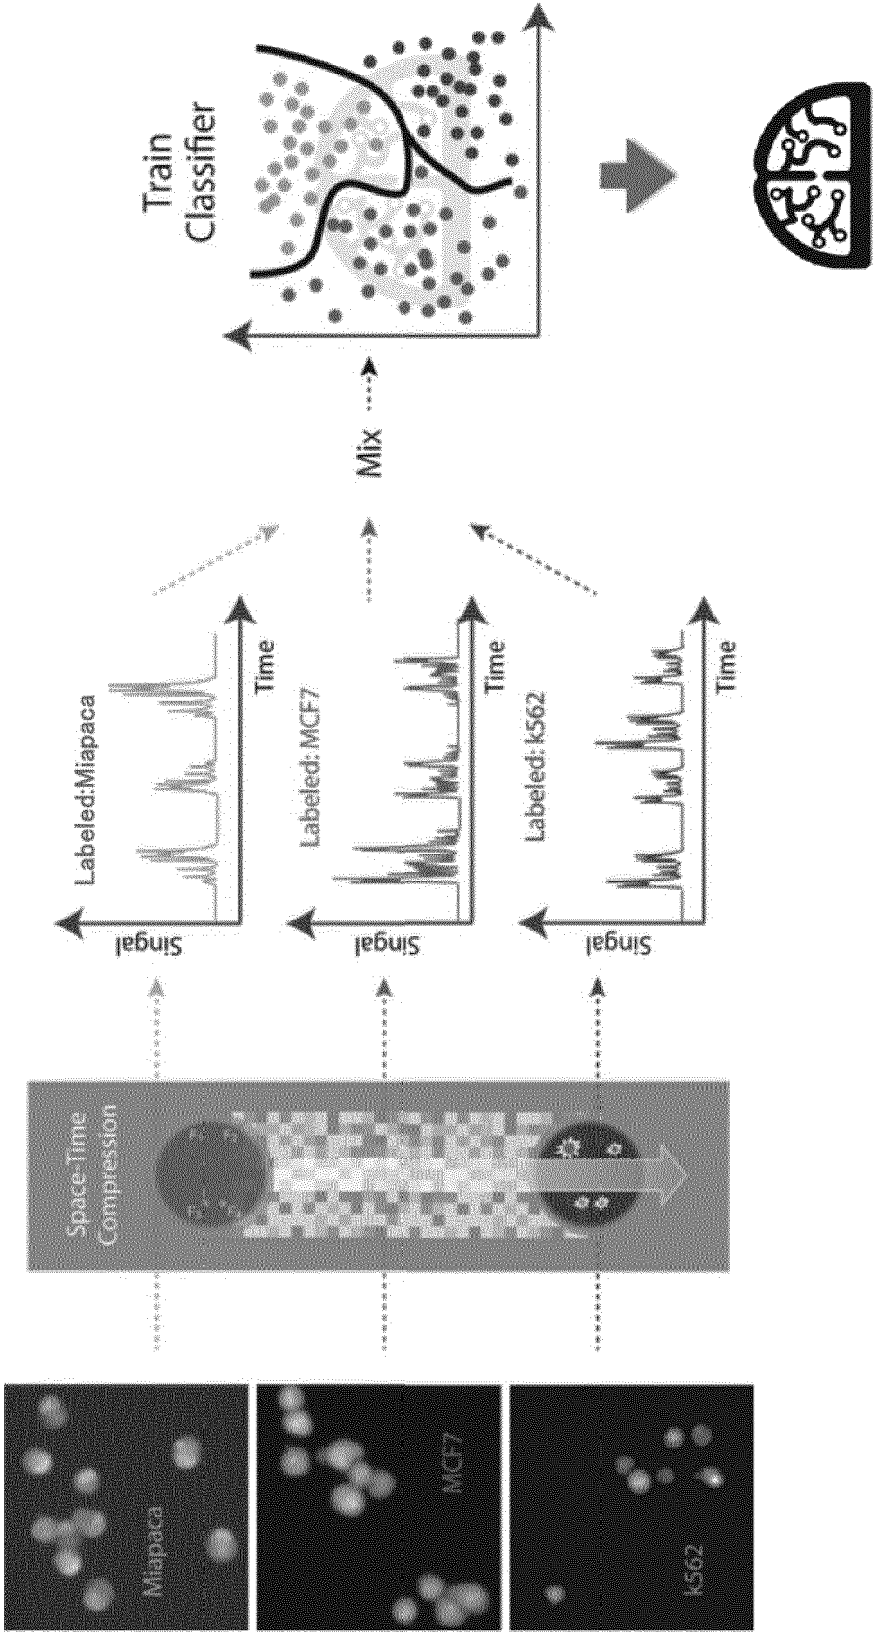 Miapaca
MCF7
k562
Space-Time
Compression
Labeled:Miapaca
Singal
Time
Labeled: MCF7
Singal
Time
Labeled: k562
Singal
Time
Mix
Train
Classifier